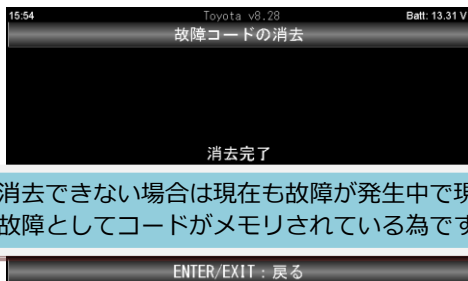 15:54 Toyota v8.28 Batt: 13.31 V
故障コードの消去
消去完了
消去できない場合は現在も故障が発生中で現
故障としてコードがメモリされている為です
ENTER/EXIT：戻る